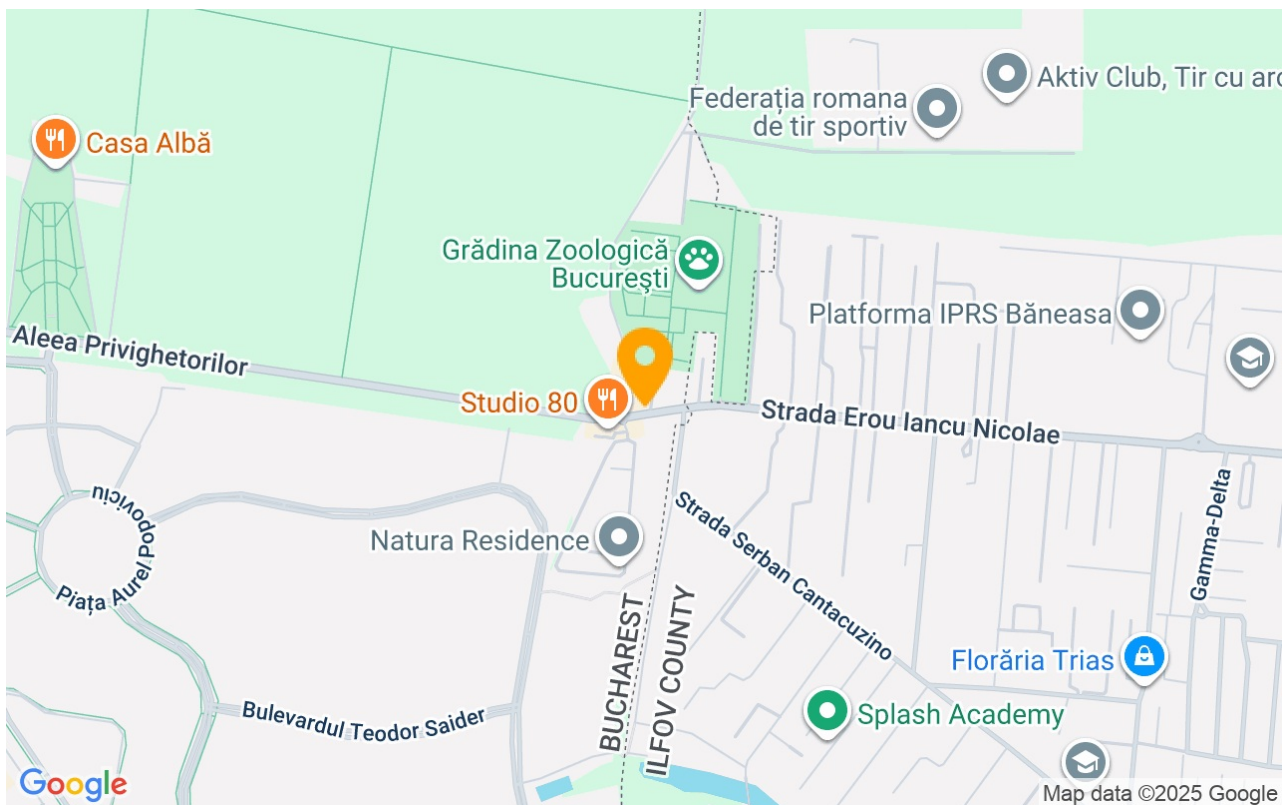 Aktiv Club, Tir cu arc
Federația romana
de tir sportiv
Casa Albă
Grădina Zoologică
București
Platforma IPRS Băneasa
Aleea Privighetorilor
Studio 80
Strada Erou Iancu Nicolae
Piața Aurel Popoviciu
Natura Residence
Strada Serban Cantacuzino
Gamma-Delta
BUCHAREST
ILFOV COUNTY
Florăria Trias
Bulevardul Teodor Saider
Splash Academy
Google
Map data ©2025 Google